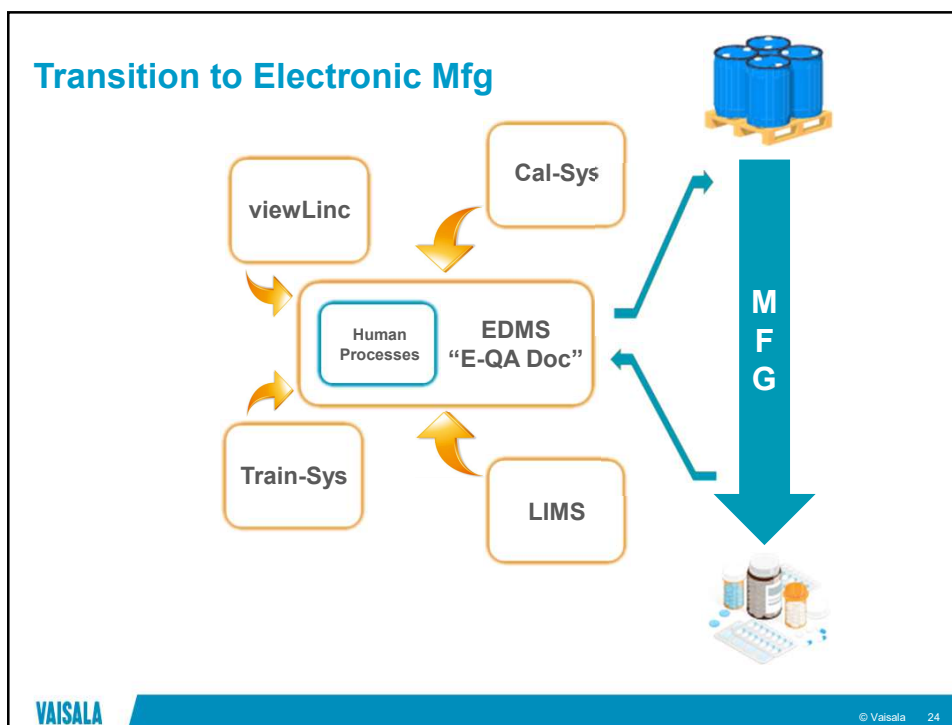 Transition to Electronic Mfg
viewLinc
Cal-Sys
Human
Processes
EDMS
“E-QA Doc”
Train-Sys
LIMS
M
F
G
VAISALA
© Vaisala 24